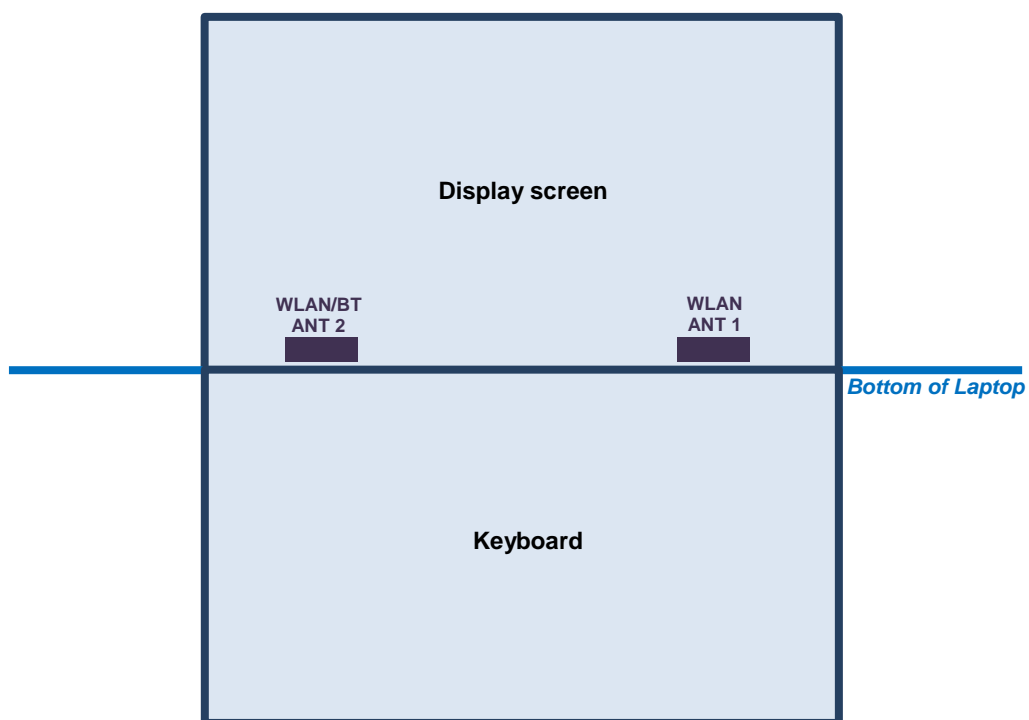 Display screen
WLAN/BT
ANT 2
WLAN
ANT 1
Bottom of Laptop
Keyboard